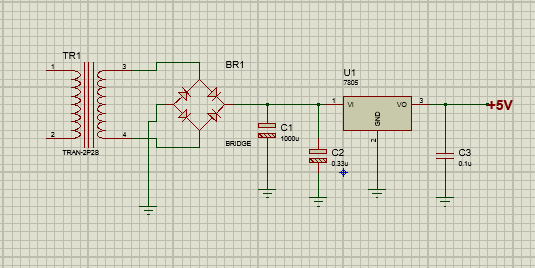 TR1
1
2
3
4
TRAN-2P2S
BR1
BRIDGE
C1
1000u
C2
0.33u
U1
7805
1
VI
VO
3
GND
2
+5V
C3
0.1u